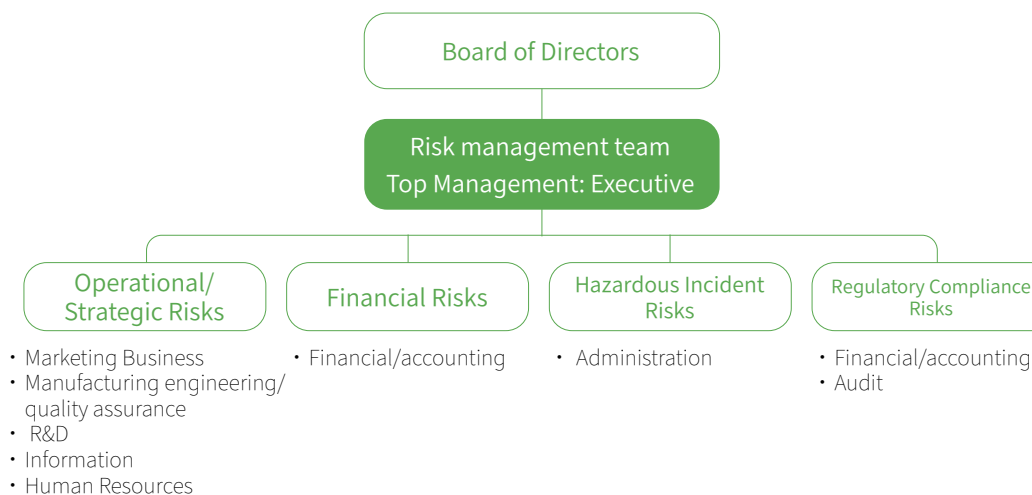 Board of Directors
Risk management team
Top Management: Executive
Operational/
Strategic Risks
Financial Risks
Hazardous Incident
Risks
Regulatory Compliance
Risks
・Marketing Business
・Manufacturing engineering/
quality assurance
・ R&D
・Information
・Human Resources
・Financial/accounting
・ Administration
・Financial/accounting
・Audit